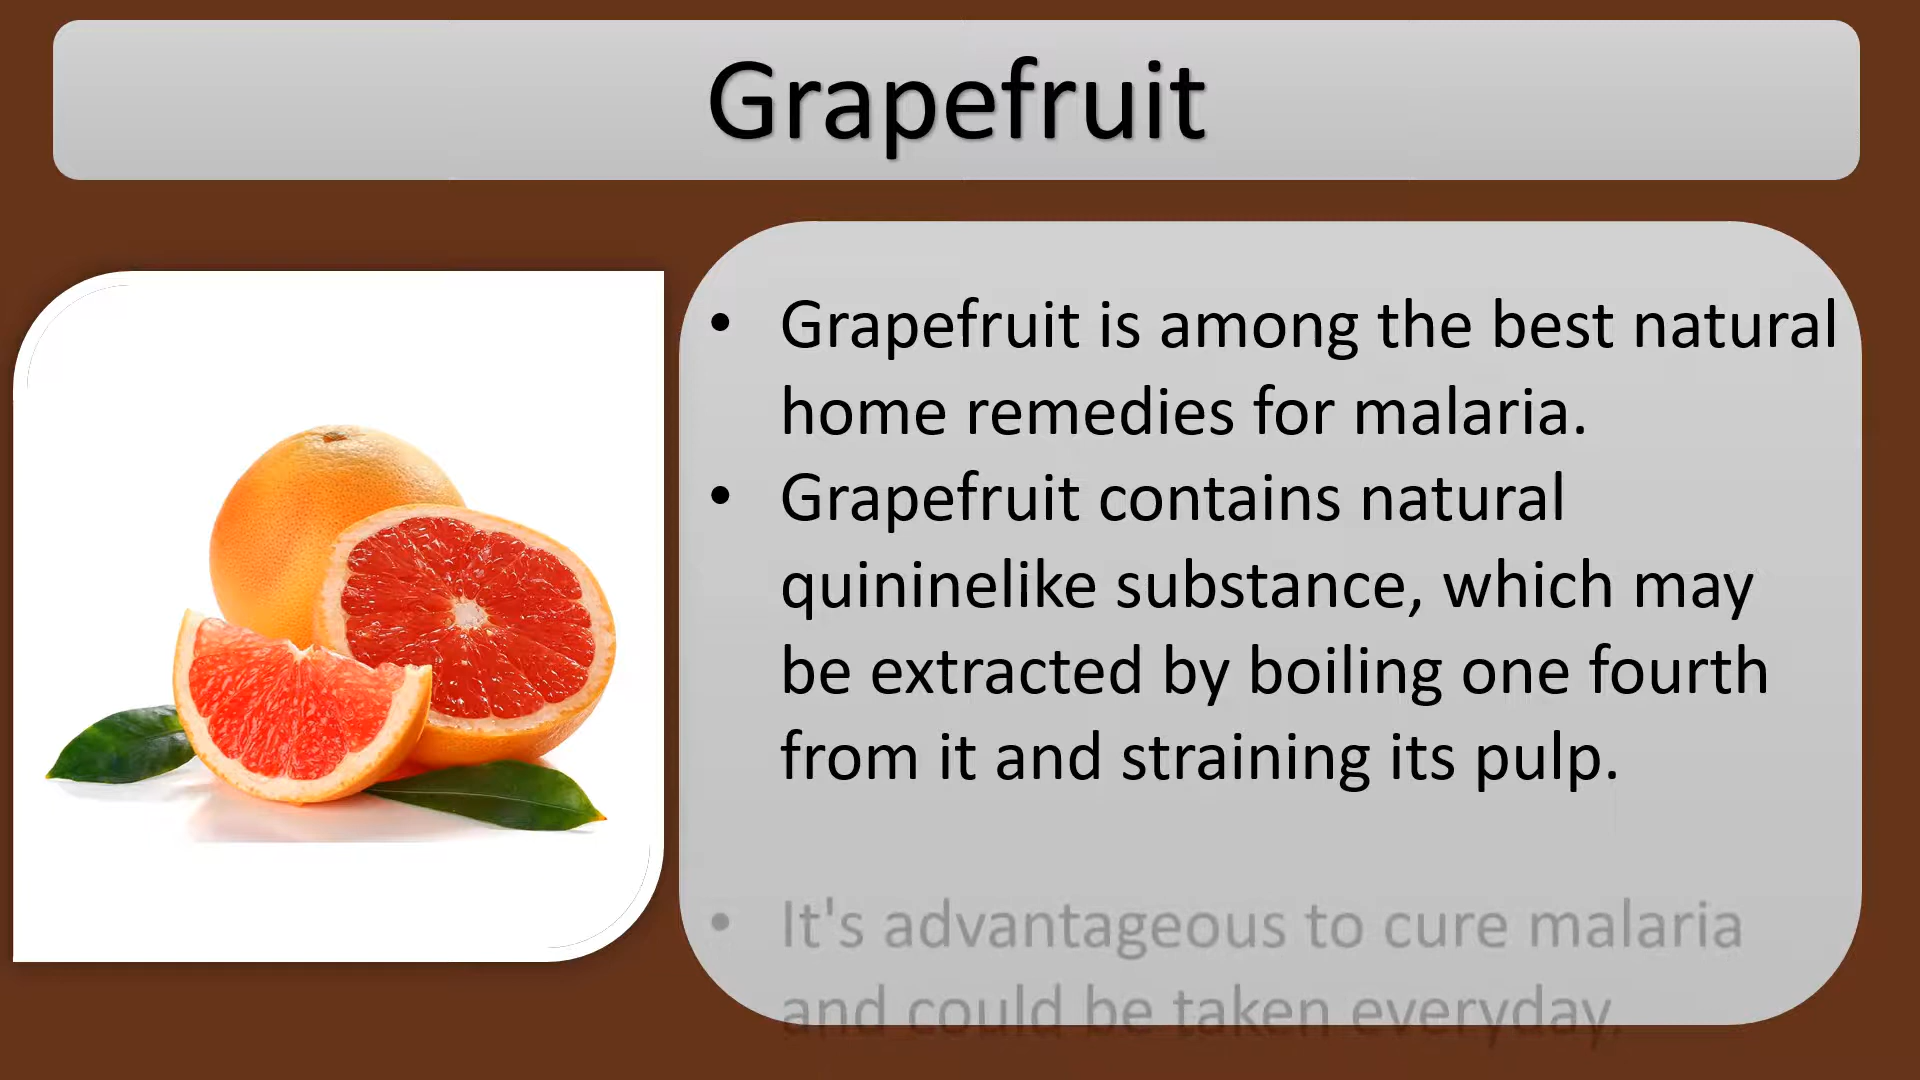 Grapefruit
• Grapefruit is among the best natural
home remedies for malaria.
• Grapefruit contains natural
quininelike substance, which may
be extracted by boiling one fourth
from it and straining its pulp.
• It's advantageous to cure malaria
and could be taken everyday.